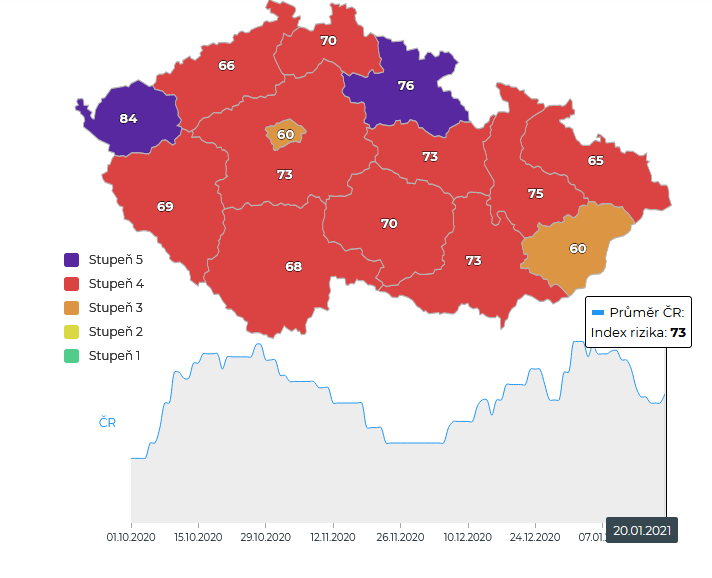 70
66
76
84
60
73
65
73
75
69
70
60
73
68
Stupeň 5
Stupeň 4
Stupeň 3
Stupeň 2
Stupeň 1
Průměr ČR:
Index rizika: 73
ČR
20.01.2021
01.10.2020 15.10.2020 29.10.2020 12.11.2020 26.11.2020 10.12.2020 24.12.2020 07.01.